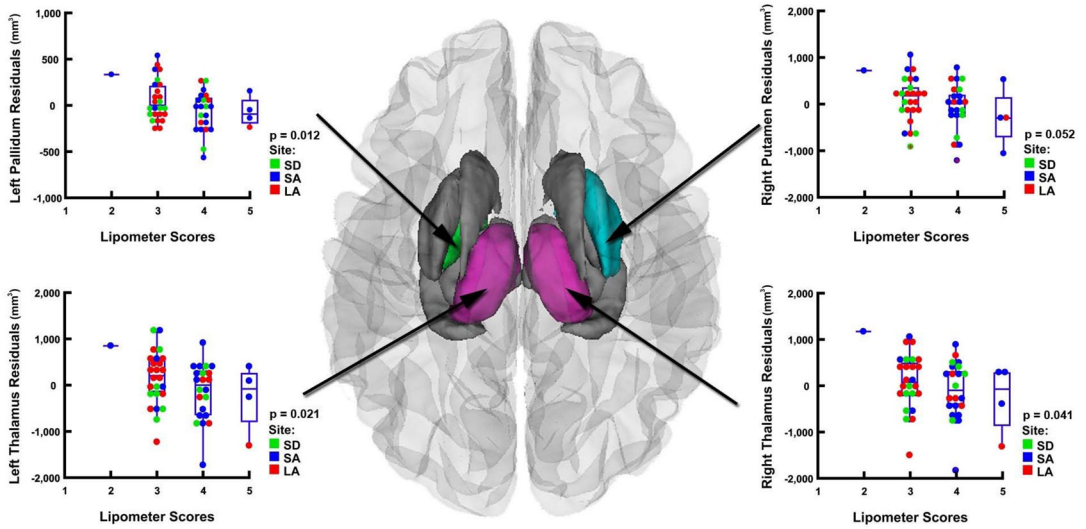 Left Pallidum Residuals (mm³)
1,000
500
0
-500
-1,000
1 2 3 4 5
Lipometer Scores
p = 0.012
Site:
SD
SA
LA
Right Putamen Residuals (mm³)
2,000
1,000
0
-1,000
-2,000
1 2 3 4 5
Lipometer Scores
p = 0.052
Site:
SD
SA
LA
Left Thalamus Residuals (mm³)
2,000
1,000
0
-1,000
-2,000
1 2 3 4 5
Lipometer Scores
p = 0.021
Site:
SD
SA
LA
Right Thalamus Residuals (mm³)
2,000
1,000
0
-1,000
-2,000
1 2 3 4 5
Lipometer Scores
p = 0.041
Site:
SD
SA
LA